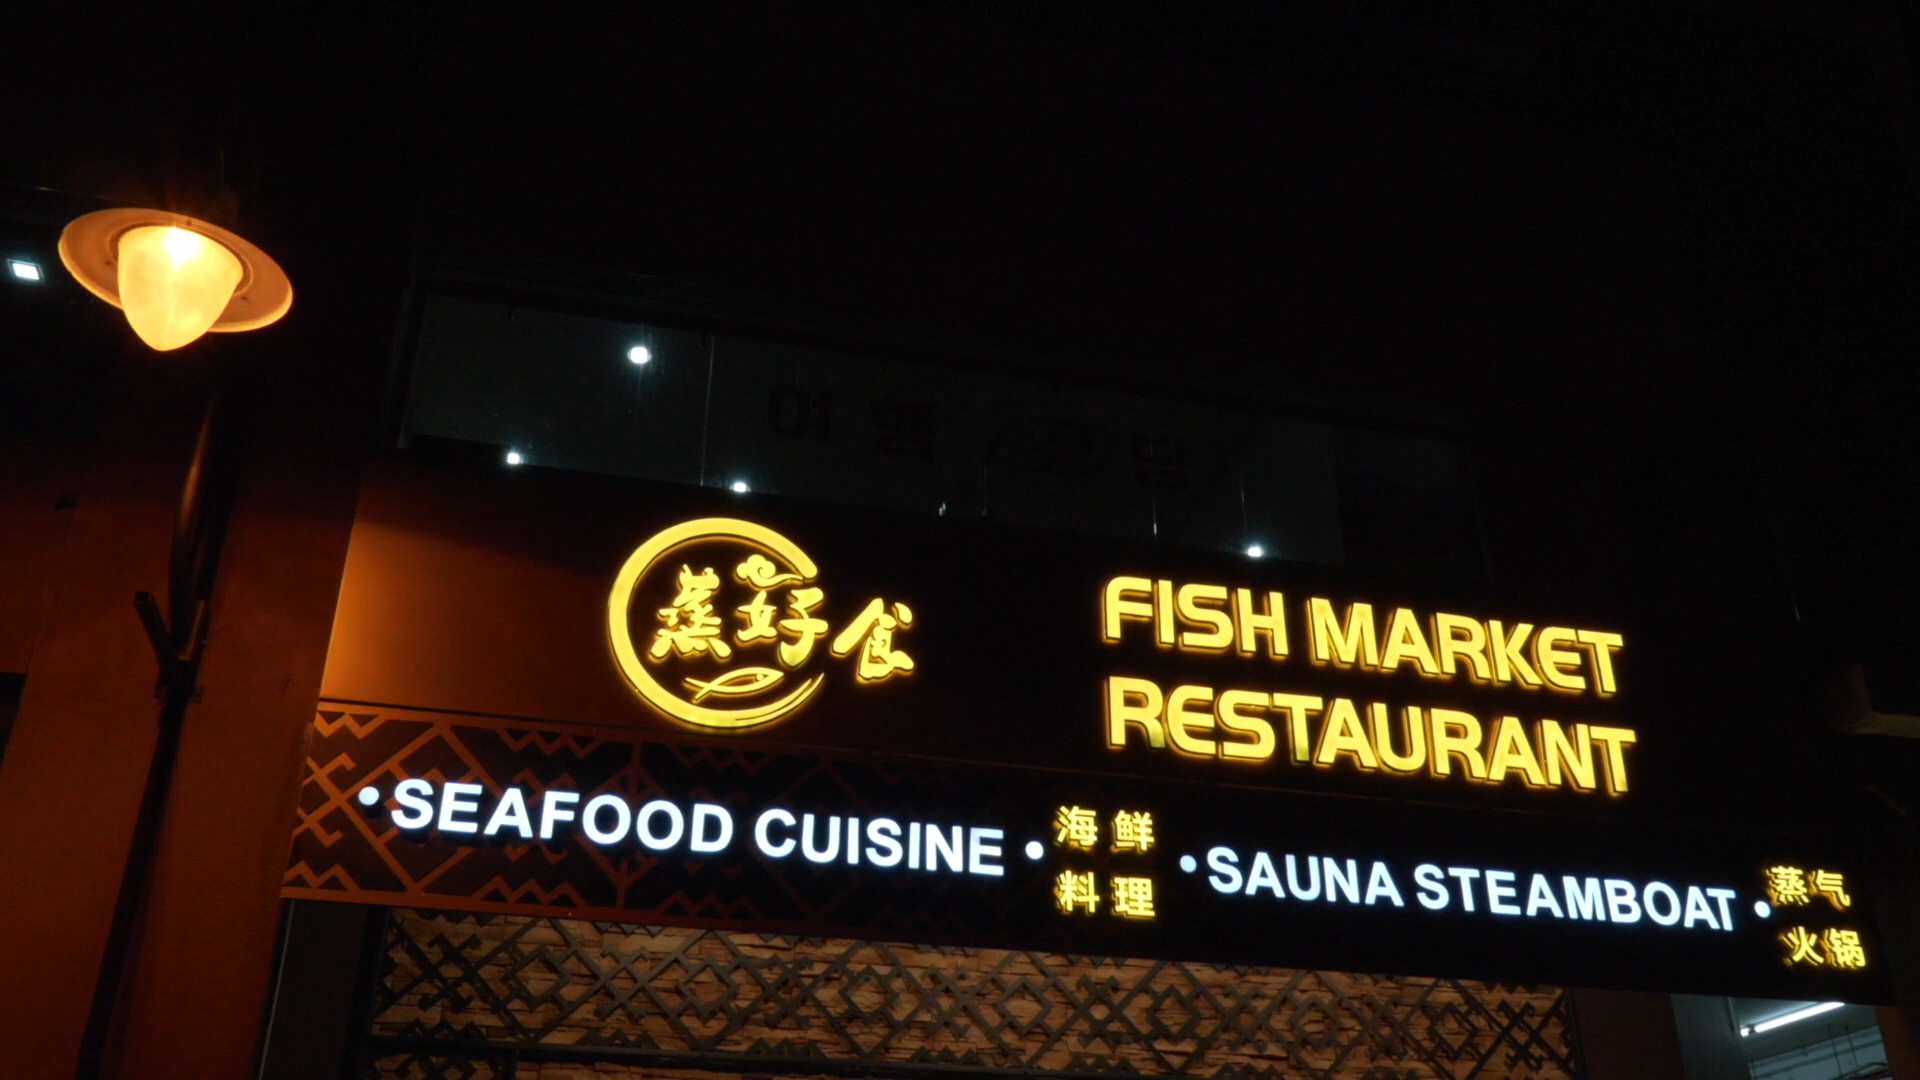 蒸好食
FISH MARKET
RESTAURANT
•SEAFOOD CUISINE•
海鲜
料理
•SAUNA STEAMBOAT•
蒸气
火锅